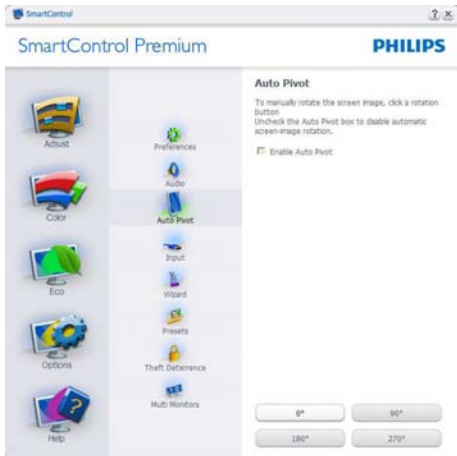 SmartControl
SmartControl Premium
PHILIPS
Adjust
Color
Eco
Options
Help
Preferences
Audio
Auto Pivot
Input
Wizard
Presets
Theft Deterrence
Multi Monitors
Auto Pivot
To manually rotate the screen image, click a rotation
button
Uncheck the Auto Pivot box to disable automatic
screen-image rotation.
Enable Auto Pivot
0°
90°
180°
270°